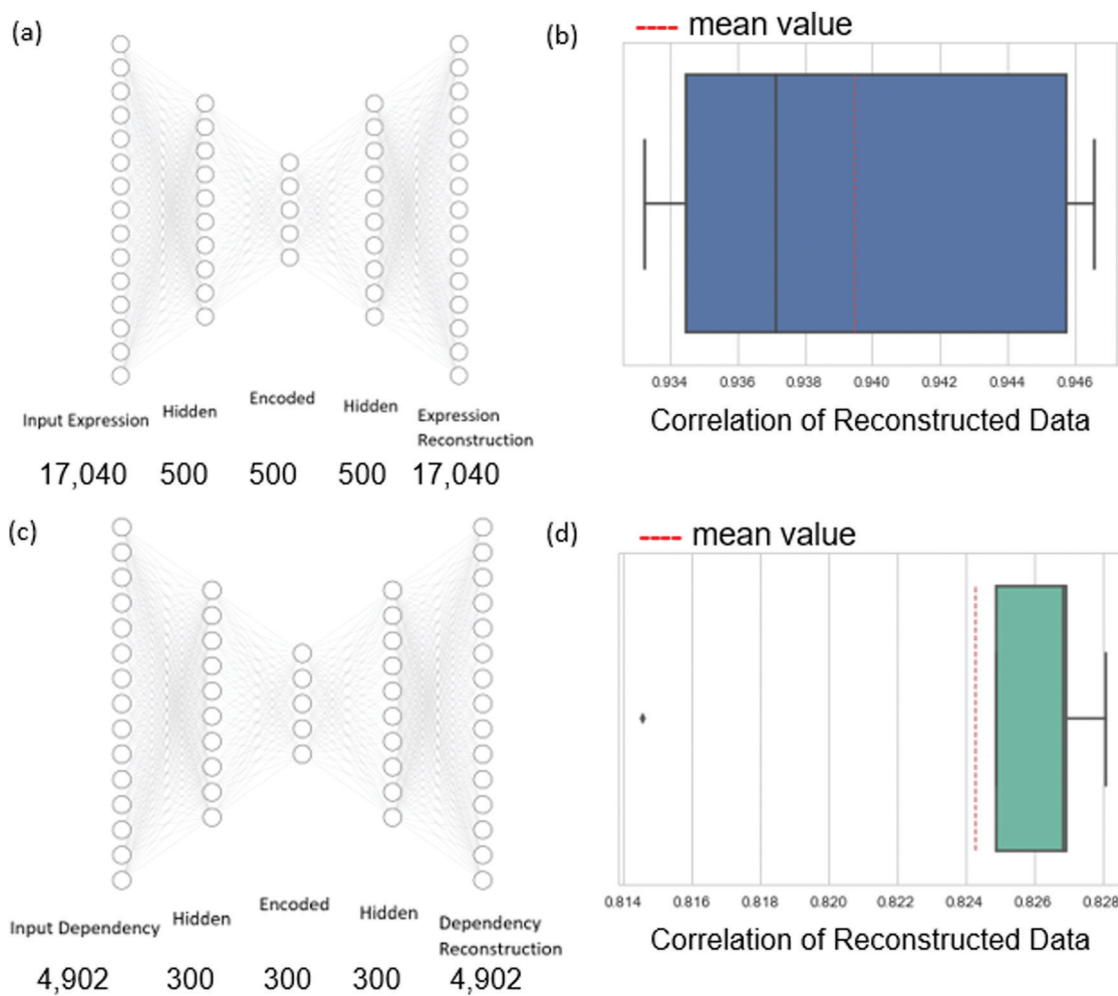 (a)
Input Expression
Hidden
Encoded
Hidden
Expression
Reconstruction
17,040 500 500 500 17,040
(b)
mean value
0.934 0.936 0.938 0.940 0.942 0.944 0.946
Correlation of Reconstructed Data
(c)
Input Dependency
Hidden
Encoded
Hidden
Dependency
Reconstruction
4,902 300 300 300 4,902
(d)
mean value
0.814 0.816 0.818 0.820 0.822 0.824 0.826 0.828
Correlation of Reconstructed Data